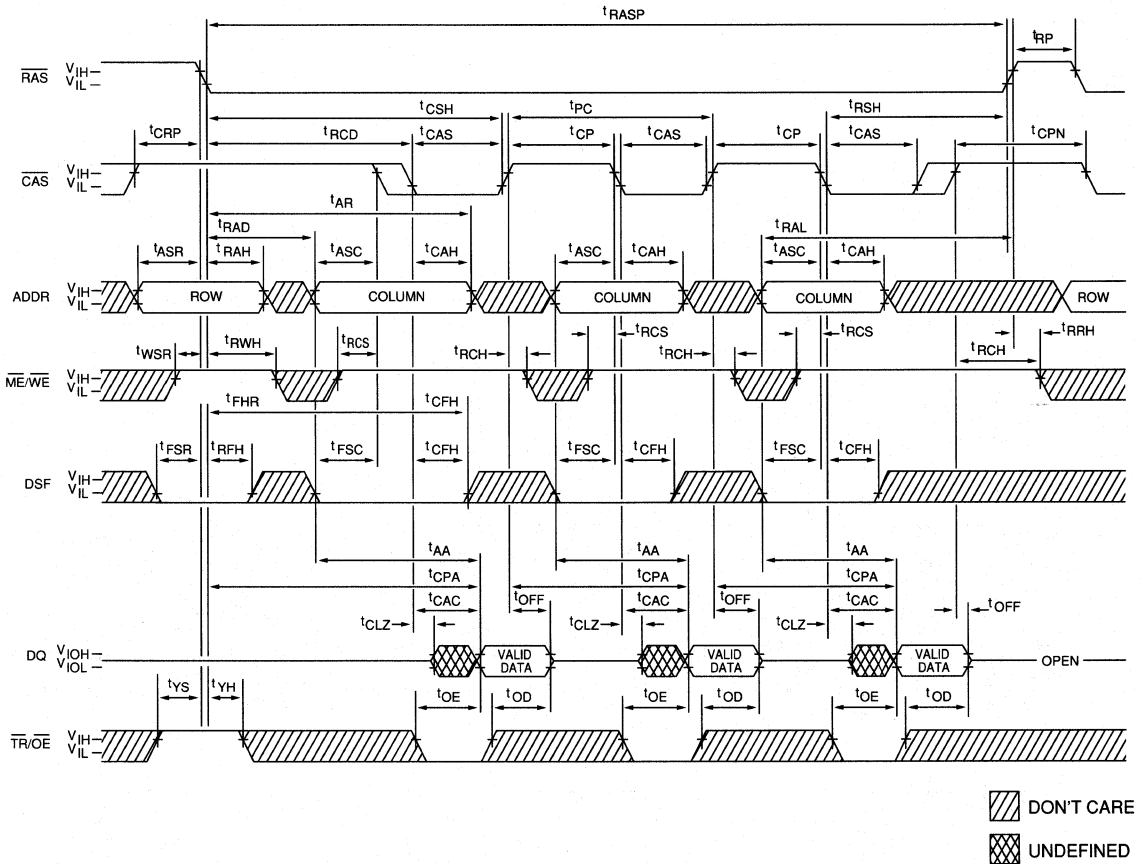 tRASP
tRP
RAS
VIH
VIL
tCSH
tPC
tRSH
tCRP
tRCD
tCAS
tCP
tCAS
tCP
tCAS
tCPN
CAS
VIH
VIL
tAR
tRAD
tRAL
tASR
tRAH
tASC
tCAH
tASC
tCAH
tASC
tCAH
ADDR
VIH
VIL
ROW
COLUMN
COLUMN
COLUMN
ROW
tWSR
tRWH
tRCS
tRCH
tRCS
tRCH
tRCS
tRCH
tRRH
ME/WE
VIH
VIL
tFHR
tCFH
tFSR
tRFH
tFSC
tCFH
tFSC
tCFH
tFSC
tCFH
DSF
VIH
VIL
tAA
tAA
tAA
tCPA
tCPA
tCPA
tCAC
tOFF
tCAC
tOFF
tCAC
tOFF
tCLZ
tCLZ
tCLZ
DQ
VIOH
VIOL
VALID DATA
VALID DATA
VALID DATA
OPEN
tYS
tYH
tOE
tOD
tOE
tOD
tOE
tOD
TR/OE
VIH
VIL
DON'T CARE
UNDEFINED